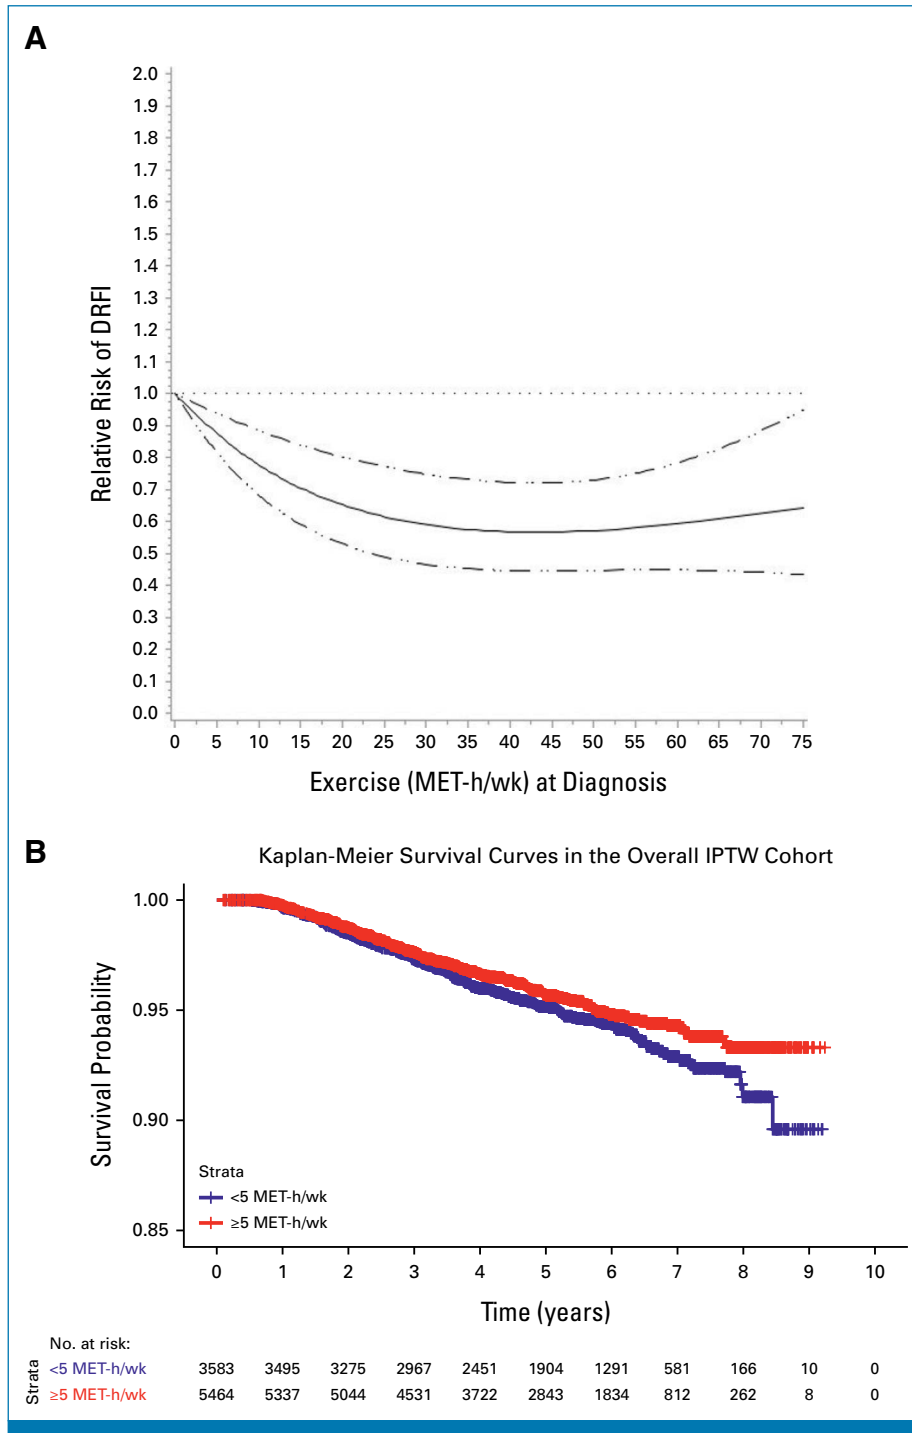 A
2.0
1.9
1.8
1.7
1.6
1.5
1.4
1.3
1.2
1.1
1.0
0.9
0.8
0.7
0.6
0.5
0.4
0.3
0.2
0.1
0.0
Relative Risk of DRFI
0 5 10 15 20 25 30 35 40 45 50 55 60 65 70 75
Exercise (MET-h/wk) at Diagnosis
B
Kaplan-Meier Survival Curves in the Overall IPTW Cohort
1.00
0.95
0.90
0.85
Survival Probability
Strata
<5 MET-h/wk
≥5 MET-h/wk
0 1 2 3 4 5 6 7 8 9 10
Time (years)
No. at risk:
Strata
<5 MET-h/wk 3583 3495 3275 2967 2451 1904 1291 581 166 10 0
≥5 MET-h/wk 5464 5337 5044 4531 3722 2843 1834 812 262 8 0